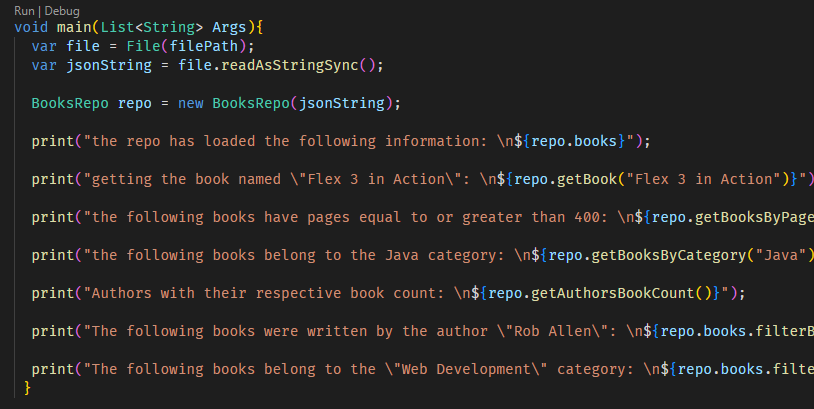 Run | Debug
void main(List<String> Args){
var file = File(filePath);
var jsonString = file.readAsStringSync();
BooksRepo repo = new BooksRepo(jsonString);
print("the repo has loaded the following information: \n${repo.books}");
print("getting the book named \"Flex 3 in Action\": \n${repo.getBook("Flex 3 in Action")}")
print("the following books have pages equal to or greater than 400: \n${repo.getBooksByPage
print("the following books belong to the Java category: \n${repo.getBooksByCategory("Java")
print("Authors with their respective book count: \n${repo.getAuthorsBookCount()}");
print("The following books were written by the author \"Rob Allen\": \n${repo.books.filterB
print("The following books belong to the \"Web Development\" category: \n${repo.books.filte
}